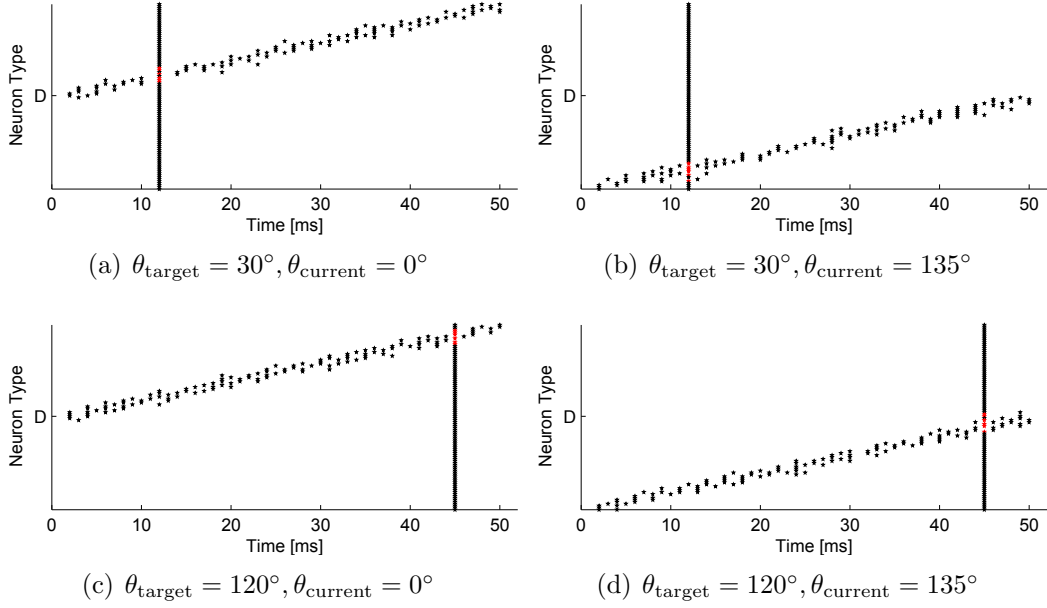 Neuron Type
D
0 10 20 30 40 50
Time [ms]
(a) θtarget = 30°, θcurrent = 0°
Neuron Type
D
0 10 20 30 40 50
Time [ms]
(b) θtarget = 30°, θcurrent = 135°
Neuron Type
D
0 10 20 30 40 50
Time [ms]
(c) θtarget = 120°, θcurrent = 0°
Neuron Type
D
0 10 20 30 40 50
Time [ms]
(d) θtarget = 120°, θcurrent = 135°